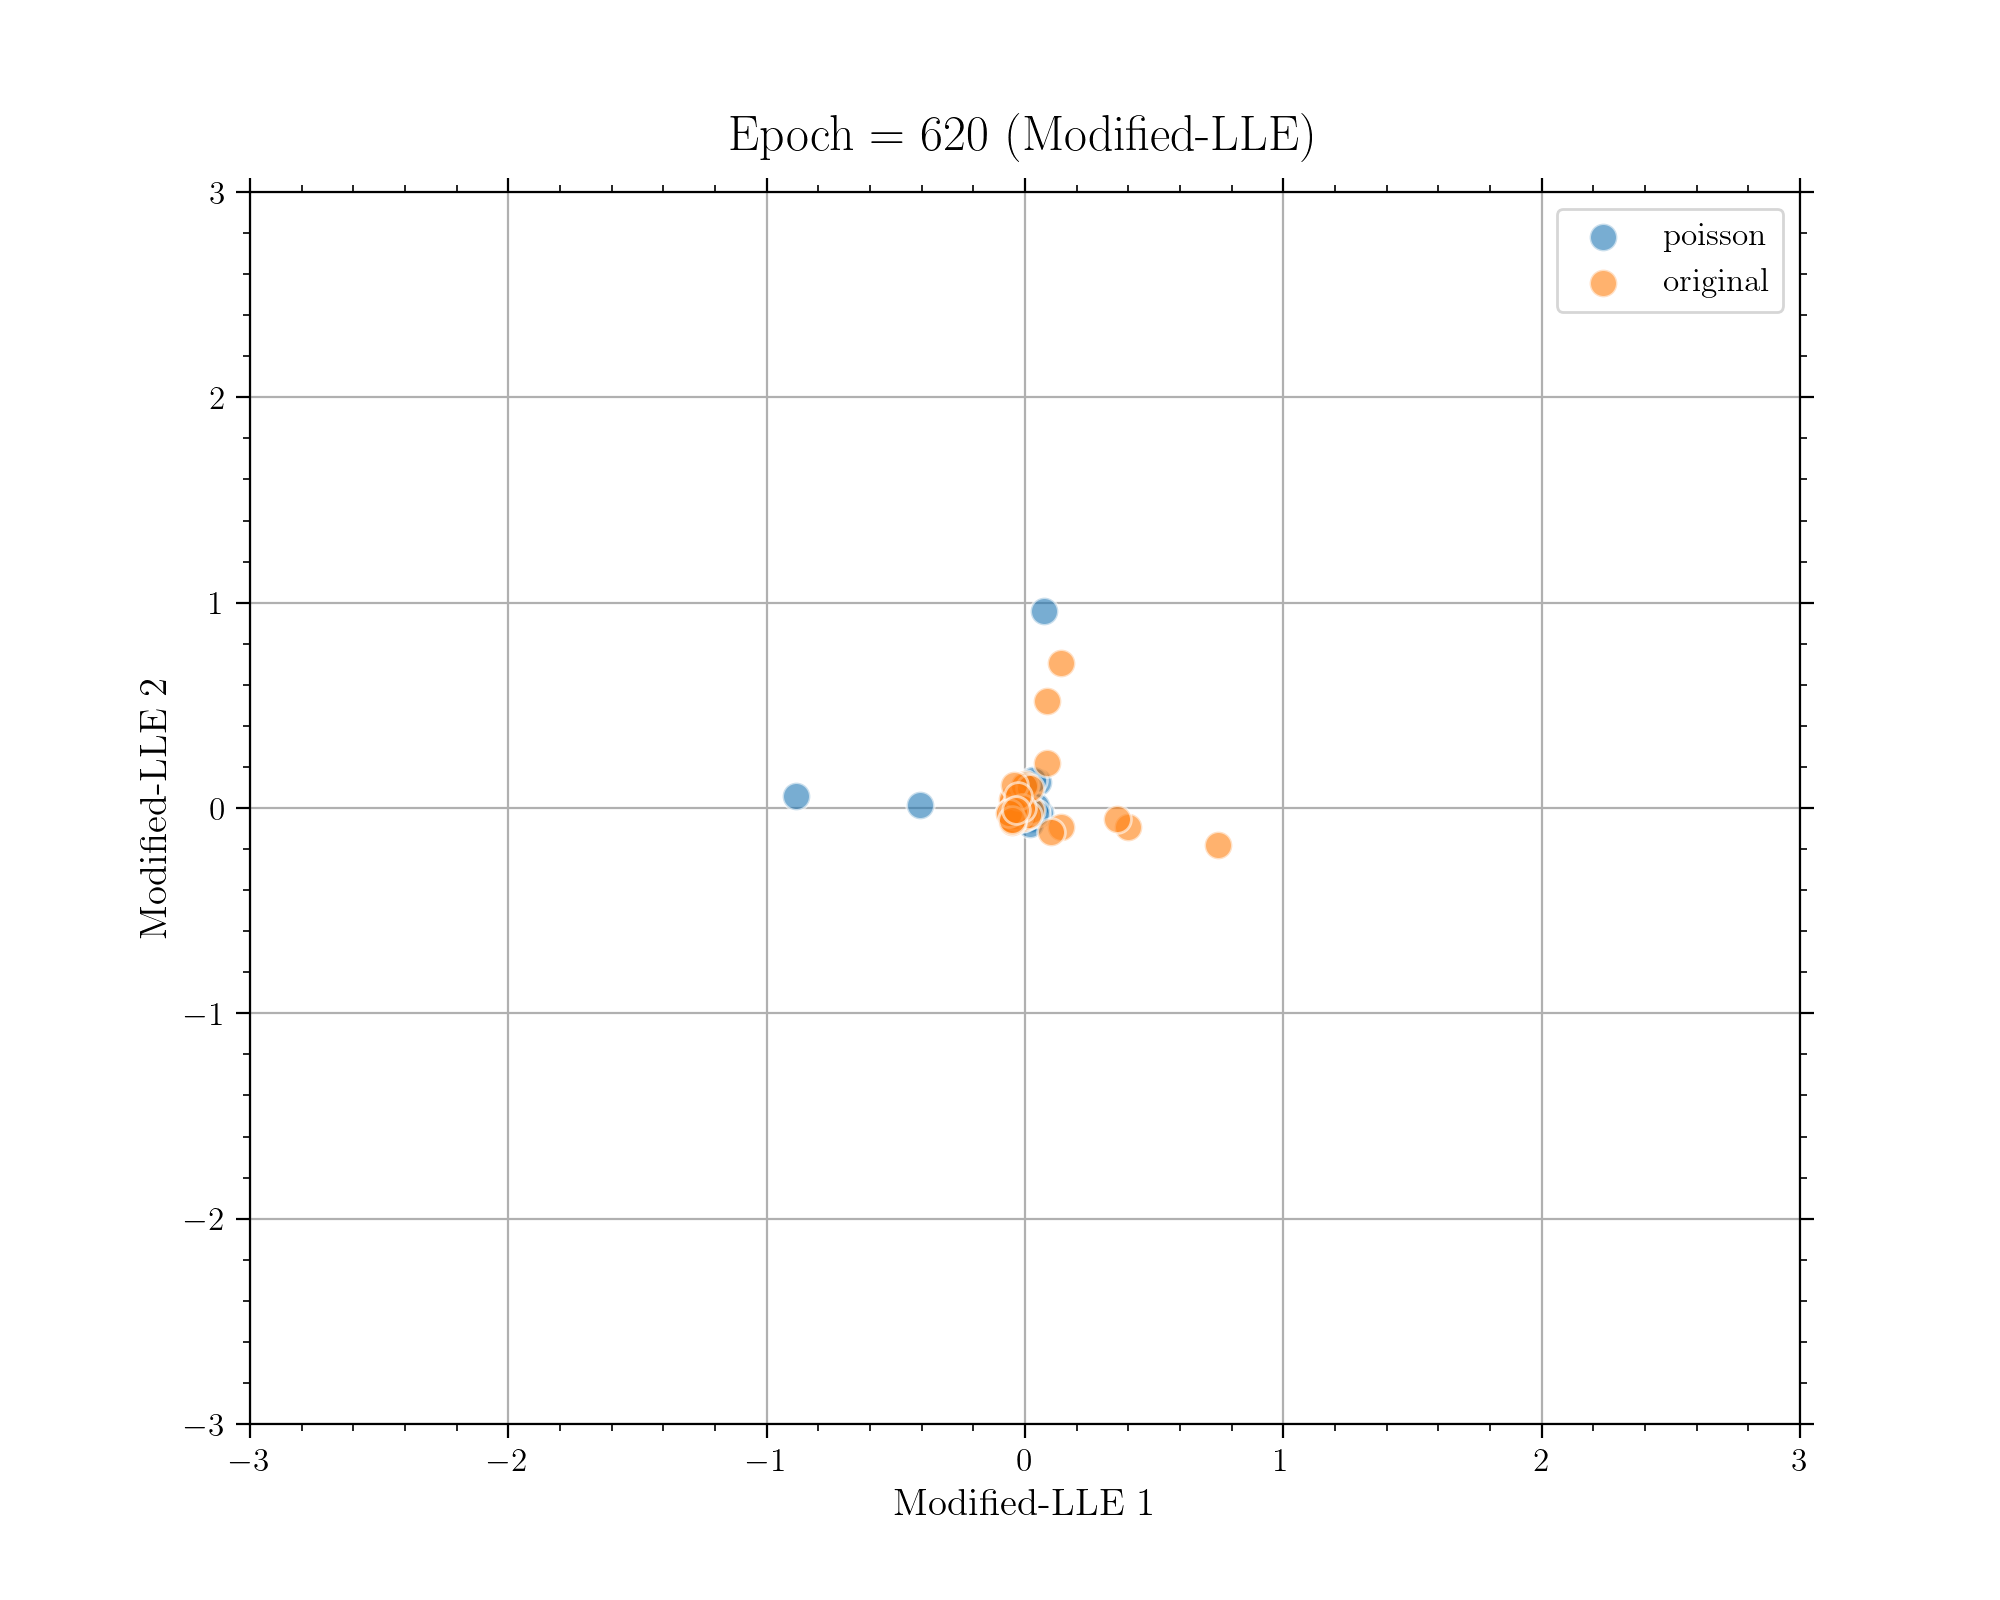 Epoch = 620 (Modified-LLE)
poisson
original
3
2
1
0
−1
−2
−3
Modified-LLE 2
−3
−2
−1
0
1
2
3
Modified-LLE 1